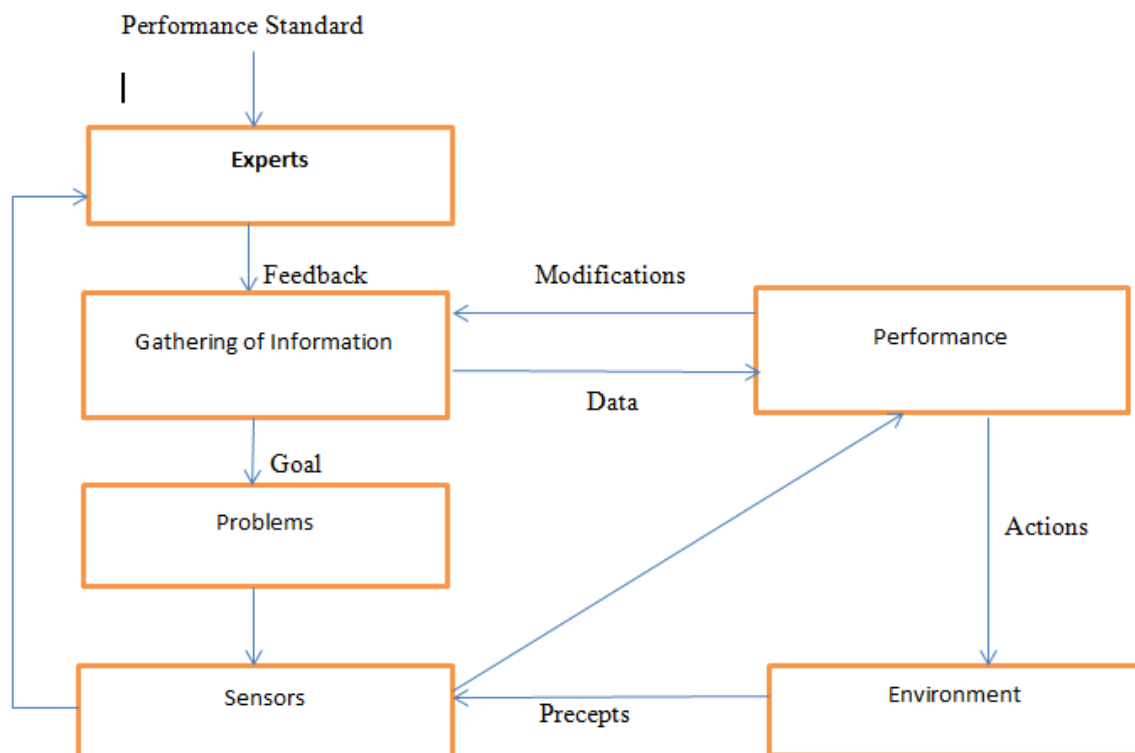 Performance Standard
Experts
Feedback
Modifications
Gathering of Information
Performance
Data
Goal
Problems
Actions
Sensors
Environment
Precepts